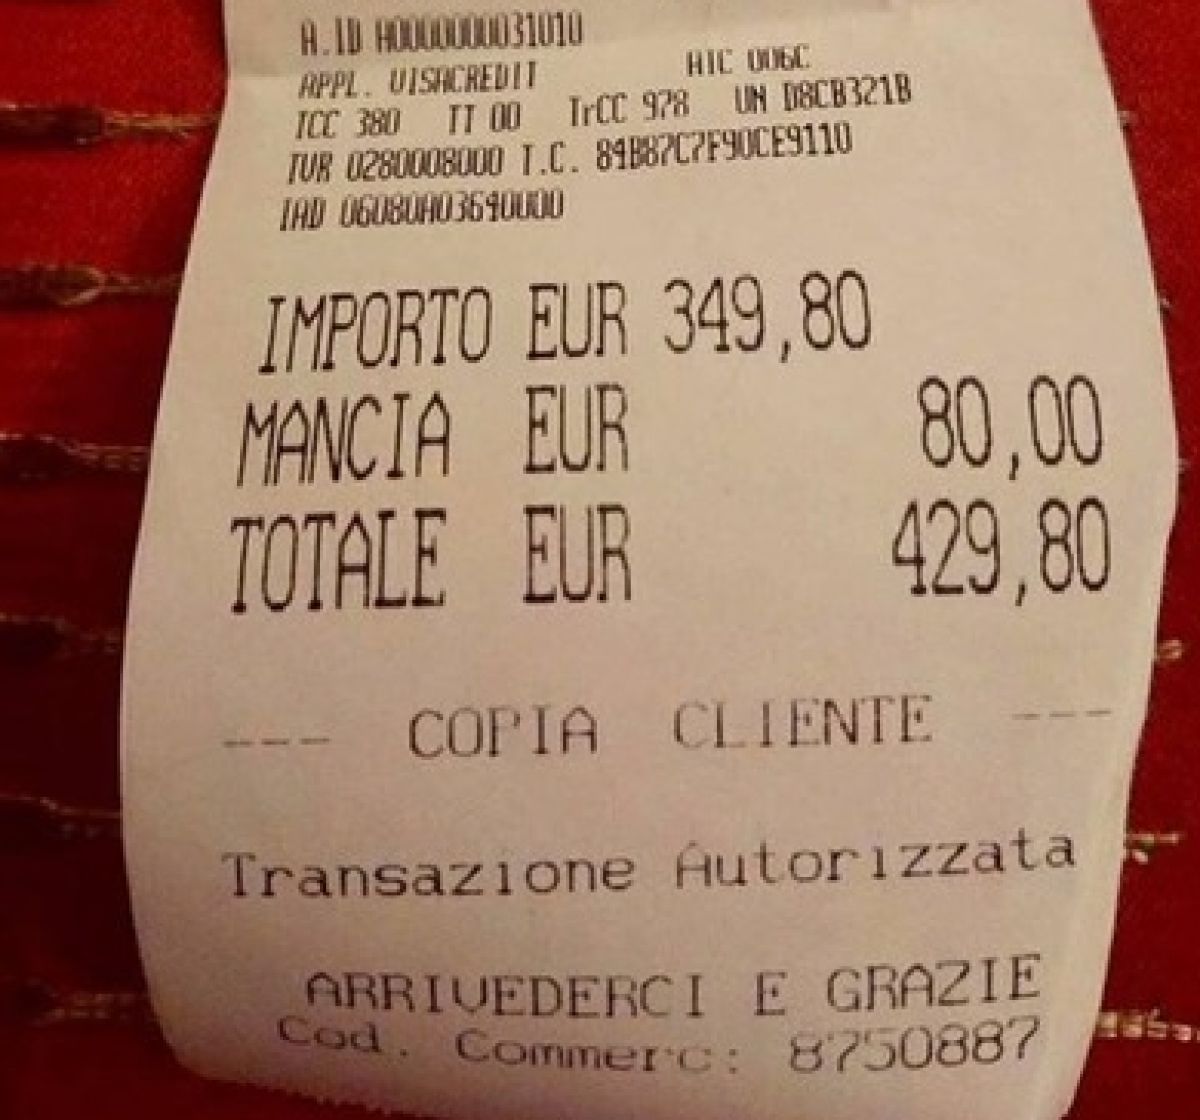 A.ID A0000000031010
APPL. VISACREDIT AIC 006C
TCC 380 TT 00 TrCC 978 UN D8CB321B
TVR 0280008000 T.C. 84B87C7F90CE9110
IAD 06080A03640000
IMPORTO EUR 349,80
MANCIA EUR 80,00
TOTALE EUR 429,80
--- COPIA CLIENTE ---
Transazione Autorizzata
ARRIVEDERCI E GRAZIE
Cod. Commerc: 8750887